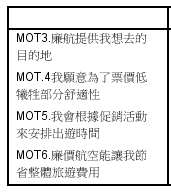 MOT3.廉航提供我想去的
目的地
MOT.4我願意為了票價低
犧牲部分舒適性
MOT5.我會根據促銷活動
來安排出遊時間
MOT6.廉價航空能讓我節
省整體旅遊費用